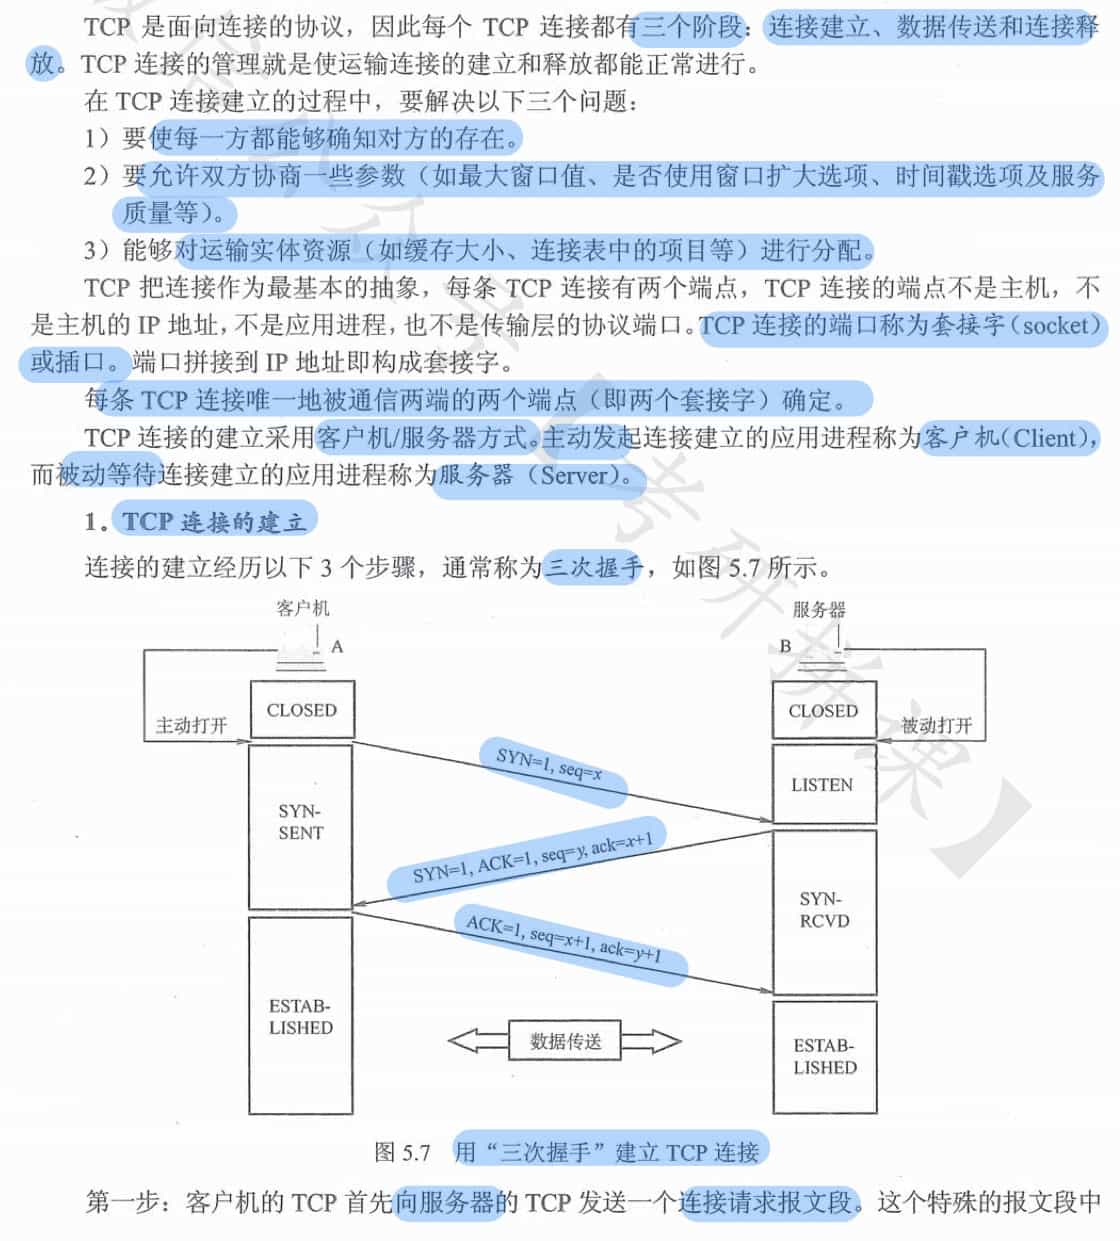 TCP 是面向连接的协议，因此每个 TCP 连接都有三个阶段：连接建立、数据传送和连接释
放。TCP 连接的管理就是使运输连接的建立和释放都能正常进行。
在 TCP 连接建立的过程中，要解决以下三个问题：
1）要使每一方都能够确知对方的存在。
2）要允许双方协商一些参数（如最大窗口值、是否使用窗口扩大选项、时间戳选项及服务
质量等）。
3）能够对运输实体资源（如缓存大小、连接表中的项目等）进行分配。
TCP 把连接作为最基本的抽象，每条 TCP 连接有两个端点，TCP 连接的端点不是主机，不
是主机的 IP 地址，不是应用进程，也不是传输层的协议端口。TCP 连接的端口称为套接字（socket）
或插口。端口拼接到 IP 地址即构成套接字。
每条 TCP 连接唯一地被通信两端的两个端点（即两个套接字）确定。
TCP 连接的建立采用客户机/服务器方式。主动发起连接建立的应用进程称为客户机（Client），
而被动等待连接建立的应用进程称为服务器（Server）。
1. TCP 连接的建立
连接的建立经历以下 3 个步骤，通常称为三次握手，如图 5.7 所示。
客户机
服务器
A
B
CLOSED
CLOSED
主动打开
被动打开
SYN=1, seq=x
LISTEN
SYN-
SENT
SYN=1, ACK=1, seq=y, ack=x+1
SYN-
RCVD
ACK=1, seq=x+1, ack=y+1
ESTAB-
LISHED
数据传送
ESTAB-
LISHED
图 5.7 用“三次握手”建立 TCP 连接
第一步：客户机的 TCP 首先向服务器的 TCP 发送一个连接请求报文段。这个特殊的报文段中
【考研拼课】